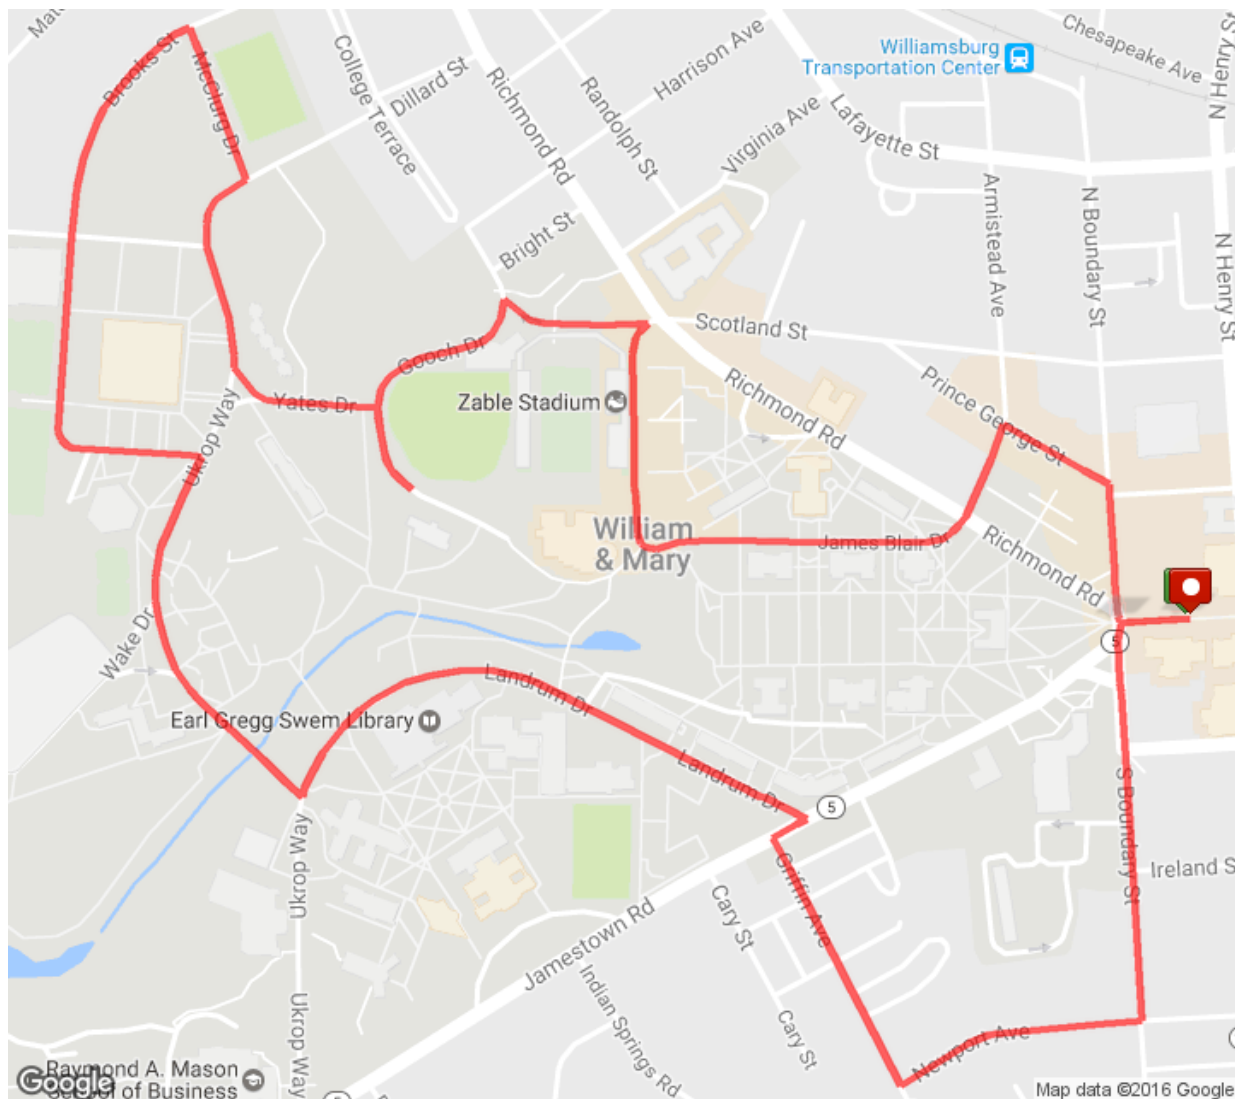 Brooks St
McClurg Dr
College Terrace
Dillard St
Richmond Rd
Harrison Ave
Randolph St
Virginia Ave
Williamsburg
Transportation Center
Chesapeake Ave
N Henry St
Lafayette St
Armistead Ave
N Boundary St
N Henry St
Bright St
Scotland St
Gooch Dr
Richmond Rd
Prince George St
Yates Dr
Zable Stadium
Ukrop Way
William
& Mary
James Blair Dr
Richmond Rd
Wake Dr
5
Landrum Dr
Earl Gregg Swem Library
Landrum Dr
5
S Boundary St
Ukrop Way
Griffin Ave
Ireland S
Cary St
Jamestown Rd
Indian Springs Rd
Cary St
Ukrop Way
Newport Ave
Raymond A. Mason
School of Business
Google
Map data ©2016 Google